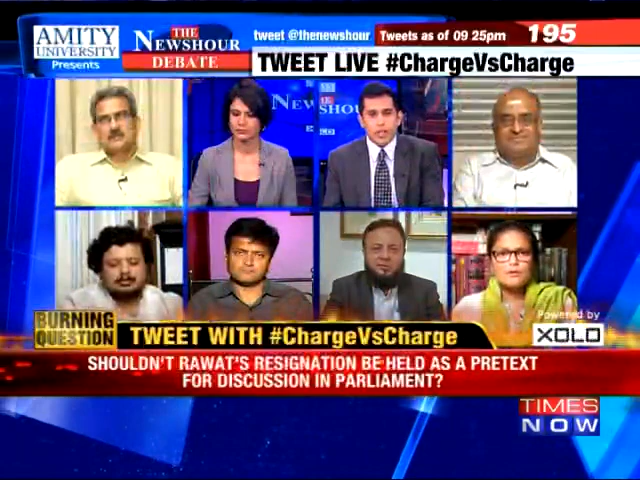 AMITY
UNIVERSITY
Presents
THE
NEWSHOUR
DEBATE
tweet @thenewshour
Tweets as of 09 25pm
195
TWEET LIVE #ChargeVsCharge
BURNING
QUESTION
TWEET WITH #ChargeVsCharge
Powered by
XOLO
SHOULDN'T RAWAT'S RESIGNATION BE HELD AS A PRETEXT
FOR DISCUSSION IN PARLIAMENT?
TIMES
NOW